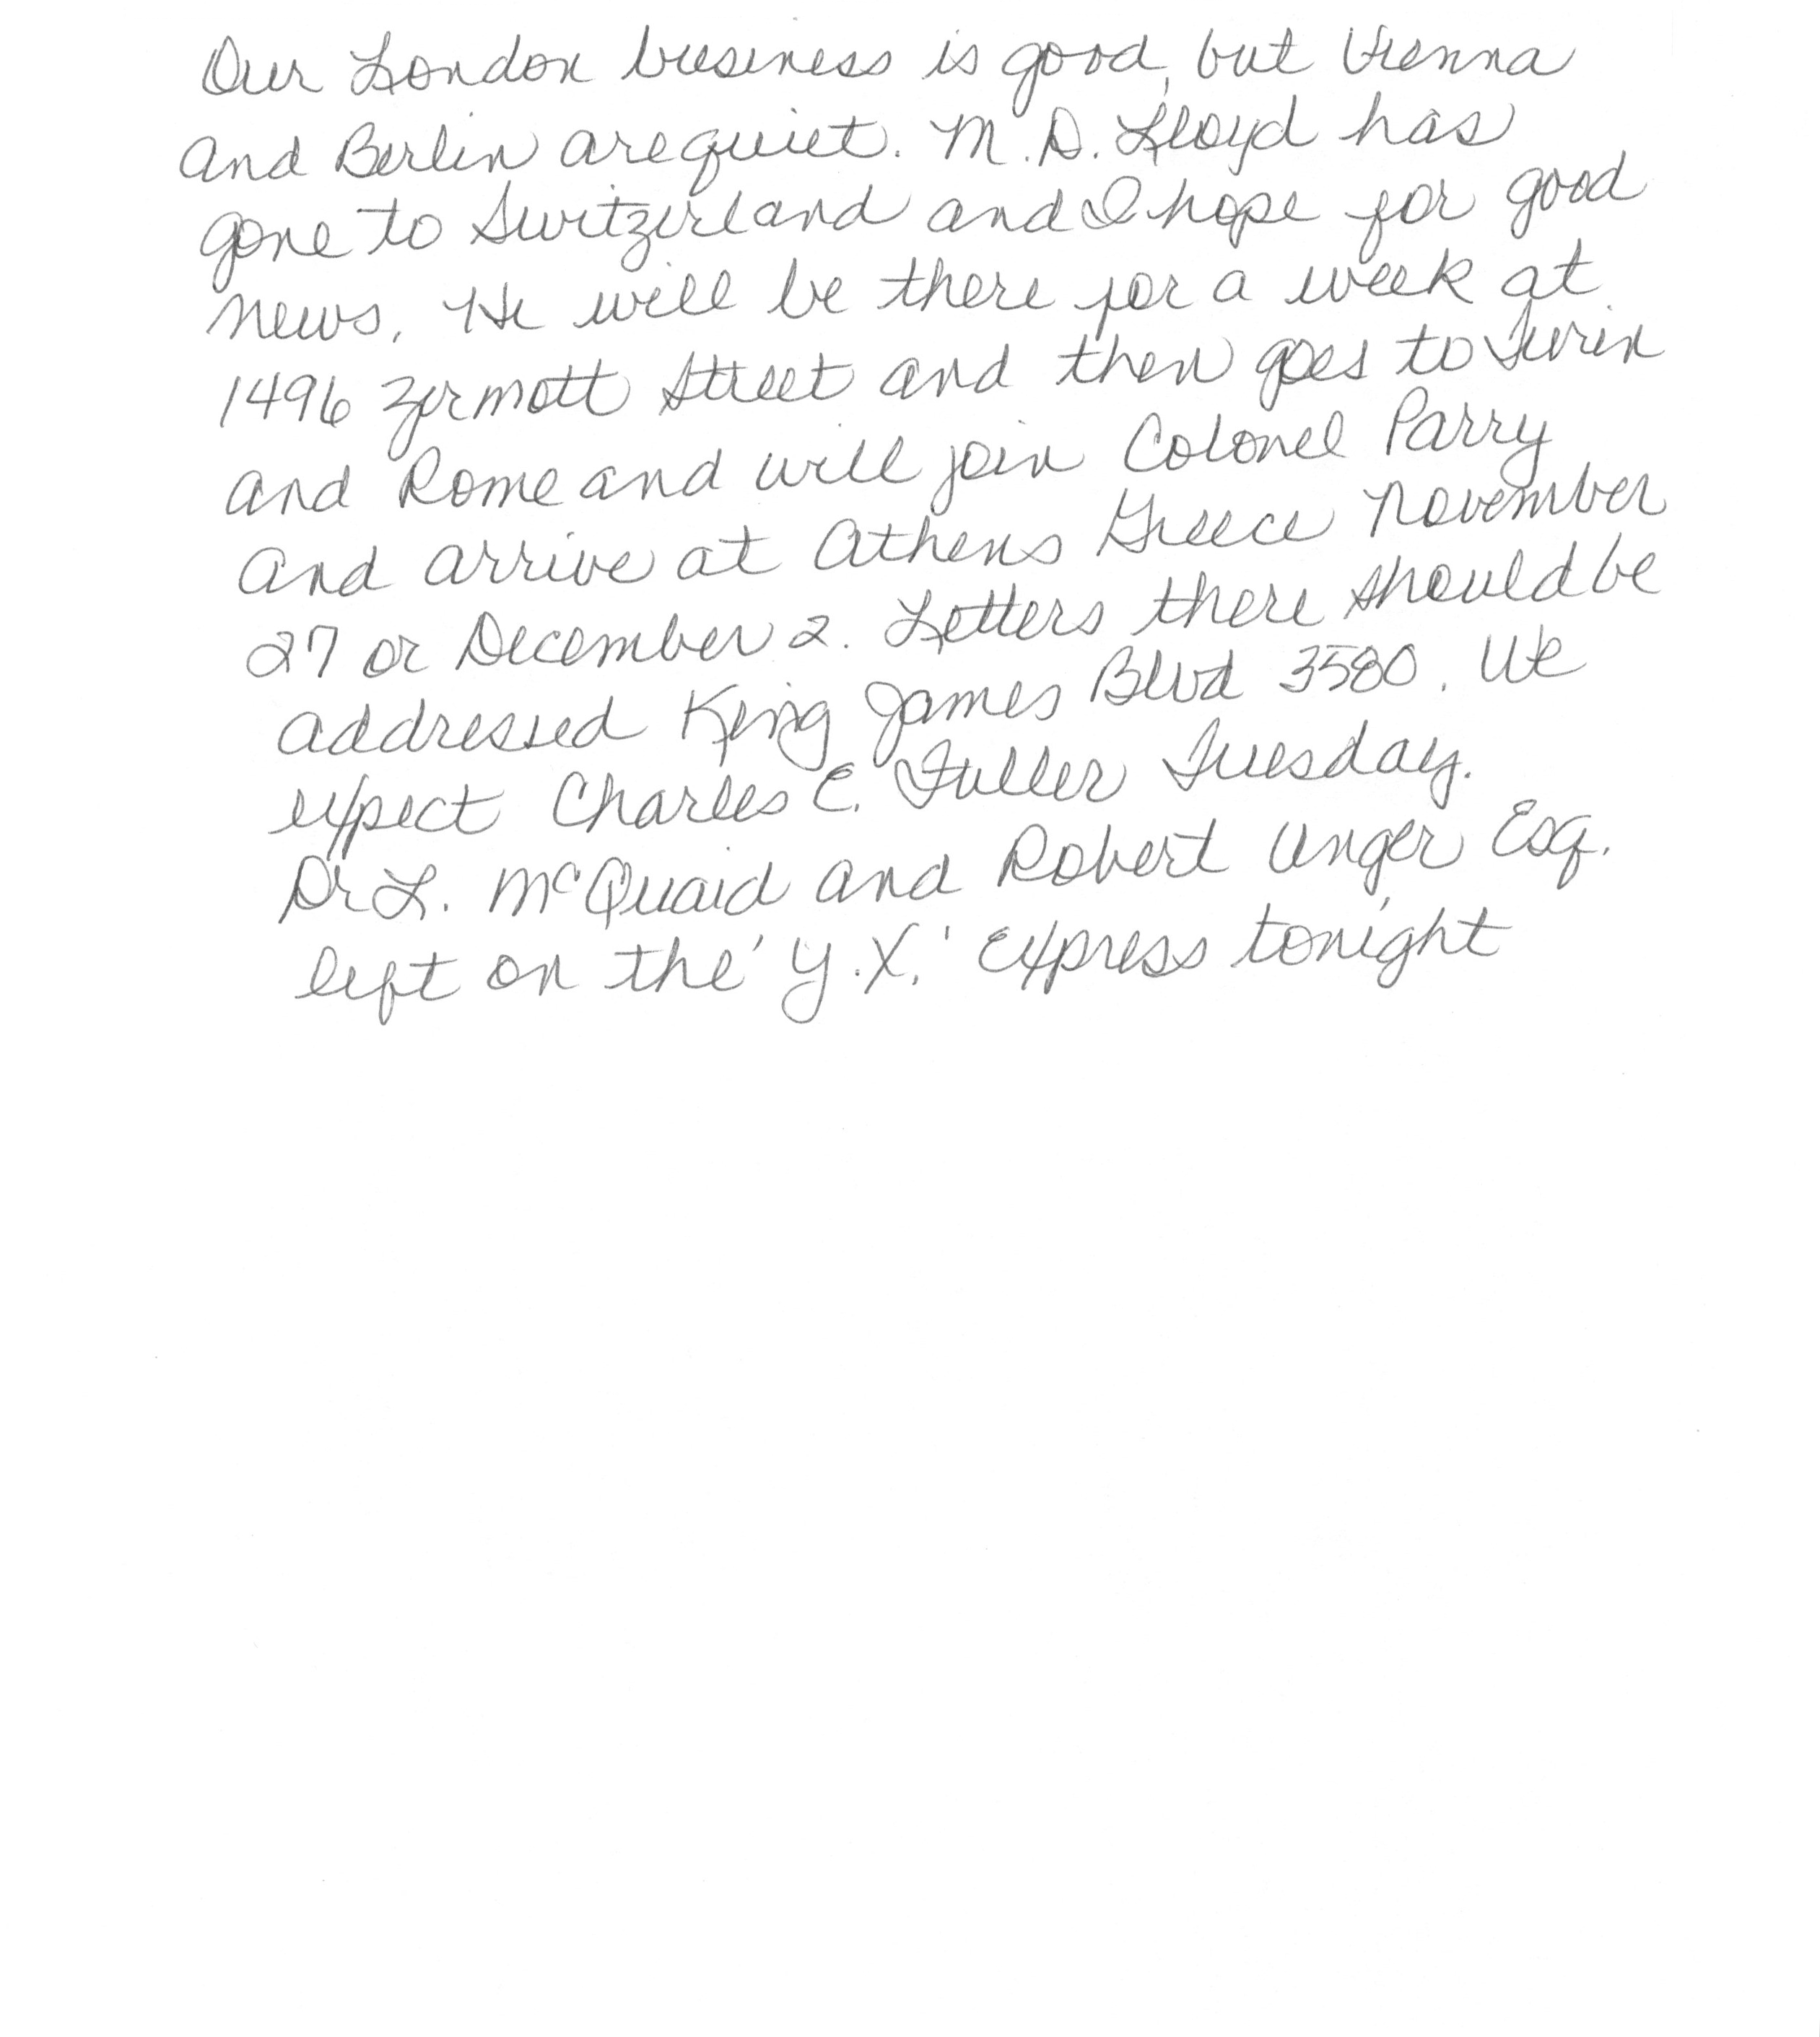 Our London business is good, but Vienna
and Berlin are quiet. M. D. Lloyd has
gone to Switzerland and I hope for good
news. He will be there for a week at
1496 Zermott Street and then goes to Turin
and Rome and will join Colonel Parry
and arrive at Athens Greece November
27 or December 2. Letters there should be
addressed King James Blvd 3580. We
expect Charles E. Fuller Tuesday.
Dr L. McQuaid and Robert Unger, Esq.
left on the 'Y.X.' Express tonight